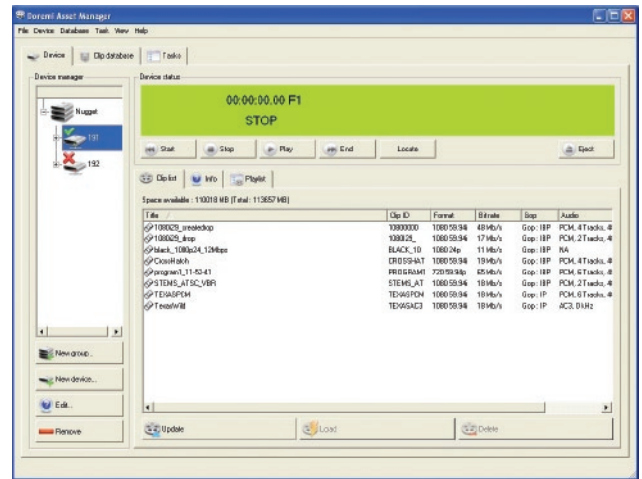 Doremi Asset Manager
File Device Database Task View Help
Device Clip database Tasks
Device manager
Nugget
191
192
New group..
New device...
Edit..
Remove
Device status
00:00:00.00 F1
STOP
Start Stop Play End Locate Eject
Clip list Info Playlist
Space available : 110018 MB (Total : 113657 MB)
Title / Clip ID Format Bitrate Gop Audio
108029_onesdrop 10800000 1080 59.94i 48 Mb/s Gop: IBP PCM, 4 Tracks, 4
108029_drop 108029_ 1080 59.94i 17 Mb/s Gop: IBP PCM, 2 Tracks, 4
black_1080p24_12Mbps BLACK_10 1080 24p 11 Mb/s Gop: IBP NA
CrossHatch CROSSHAT 1080 59.94i 19 Mb/s Gop: IBP PCM, 4 Tracks, 4
program1_11-53-41 PROGRAM1 720 59.94p 65 Mb/s Gop: IBP PCM, 6 Tracks, 4
STEMS_ATSC_VBR STEMS_AT 1080 59.94i 18 Mb/s Gop: IBP PCM, 2 Tracks, 4
TEXASPCM TEXASPCM 1080 59.94i 18 Mb/s Gop: IP PCM, 6 Tracks, 4
TexasWild TEXASAC3 1080 59.94i 18 Mb/s Gop: IP AC3, 0 kHz
Update Load Delete